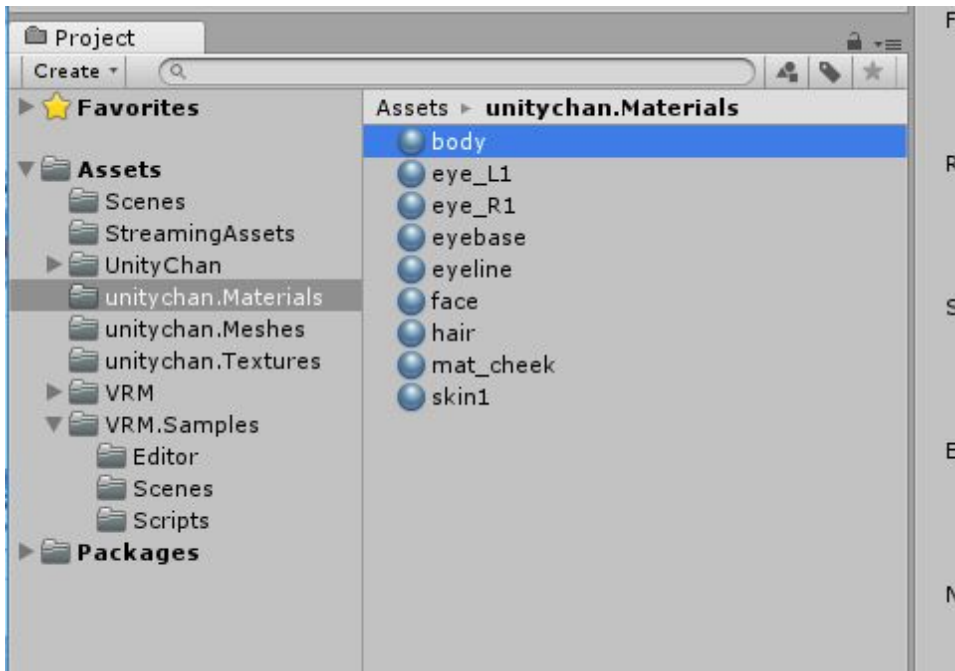 Project
Create
Favorites
Assets
Scenes
StreamingAssets
UnityChan
unitychan.Materials
unitychan.Meshes
unitychan.Textures
VRM
VRM.Samples
Editor
Scenes
Scripts
Packages
Assets ▸ unitychan.Materials
body
eye_L1
eye_R1
eyebase
eyeline
face
hair
mat_cheek
skin1
F
R
S
E
N